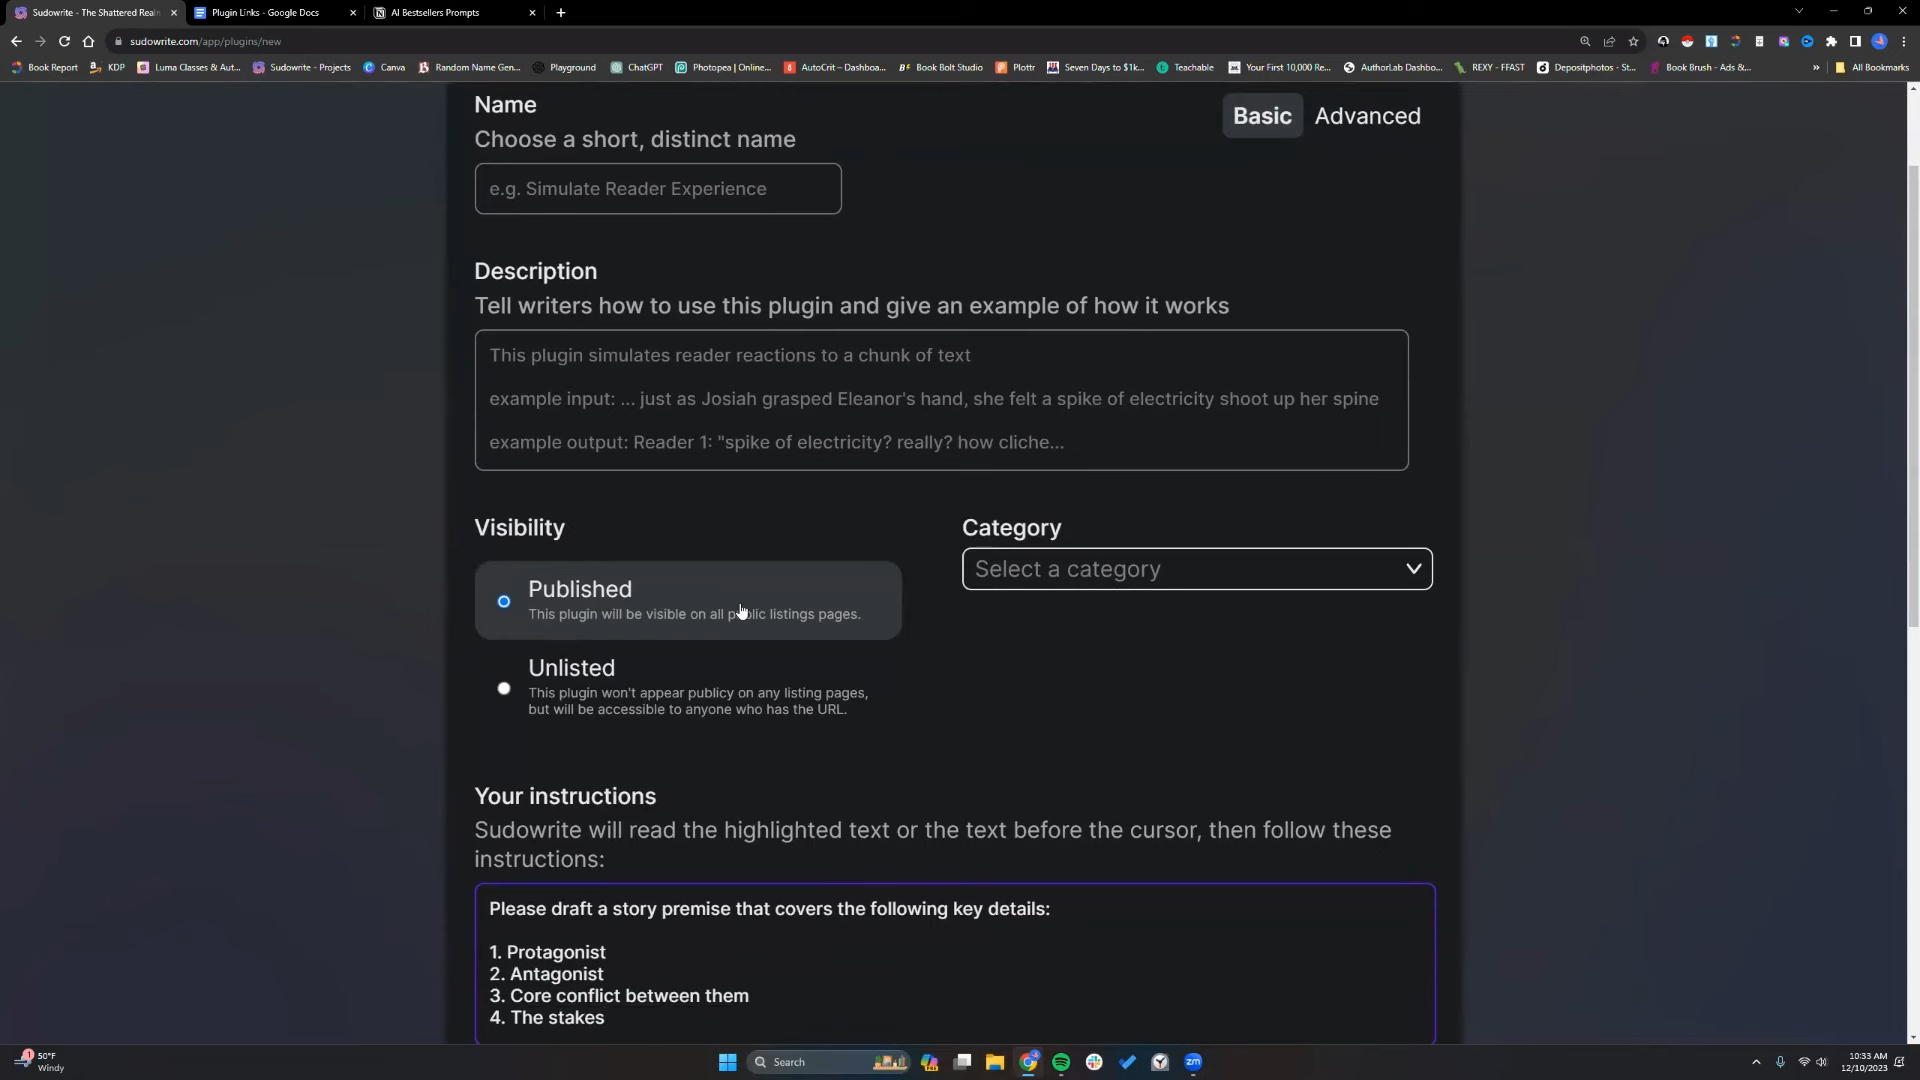 Sudowrite - The Shattered Real
Plugin Links - Google Docs
AI Bestsellers Prompts
sudowrite.com/app/plugins/new
Book Report
KDP
Luma Classes & Aut...
Sudowrite - Projects
Canva
Random Name Gen...
Playground
ChatGPT
Photopea | Online...
AutoCrit – Dashboa...
Book Bolt Studio
Plottr
Seven Days to $1k...
Teachable
Your First 10,000 Re...
AuthorLab Dashbo...
REXY - FFAST
Depositphotos - St...
Book Brush - Ads &...
»
All Bookmarks
Name
Basic
Advanced
Choose a short, distinct name
e.g. Simulate Reader Experience
Description
Tell writers how to use this plugin and give an example of how it works
This plugin simulates reader reactions to a chunk of text
example input: ... just as Josiah grasped Eleanor's hand, she felt a spike of electricity shoot up her spine
example output: Reader 1: "spike of electricity? really? how cliche...
Visibility
Category
Published
This plugin will be visible on all public listings pages.
Select a category
Unlisted
This plugin won't appear publicy on any listing pages,
but will be accessible to anyone who has the URL.
Your instructions
Sudowrite will read the highlighted text or the text before the cursor, then follow these
instructions:
Please draft a story premise that covers the following key details:
1. Protagonist
2. Antagonist
3. Core conflict between them
4. The stakes
1
50°F
Windy
Search
zm
10:33 AM
12/10/2023